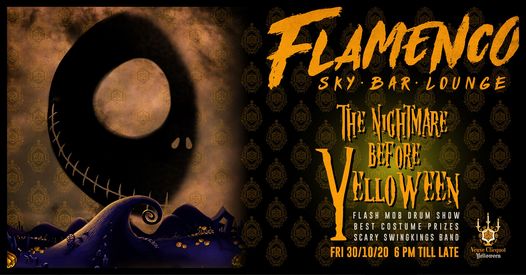 FLAMENCO
SKY·BAR·LOUNGE
THE NIGHTMARE
BEFORE
YELLOWEEN
FLASH MOB DRUM SHOW
BEST COSTUME PRIZES
SCARY SWINGKINGS BAND
FRI 30/10/20 6 PM TILL LATE
Veuve Clicquot
Yelloween